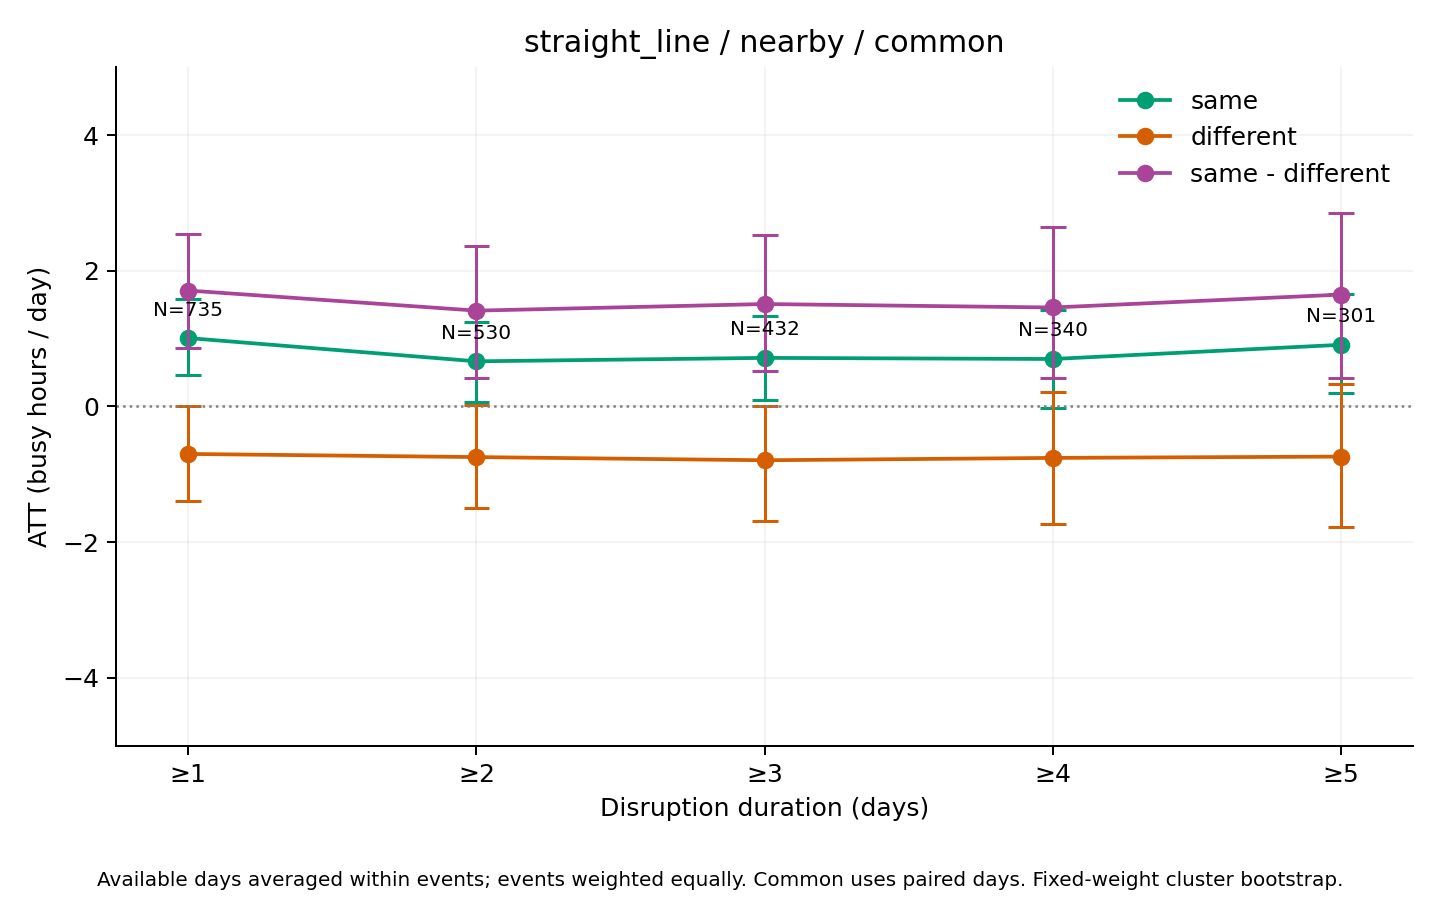 straight_line / nearby / common
same
different
same - different
4
2
0
−2
−4
ATT (busy hours / day)
N=735
N=530
N=432
N=340
N=301
≥1
≥2
≥3
≥4
≥5
Disruption duration (days)
Available days averaged within events; events weighted equally. Common uses paired days. Fixed-weight cluster bootstrap.